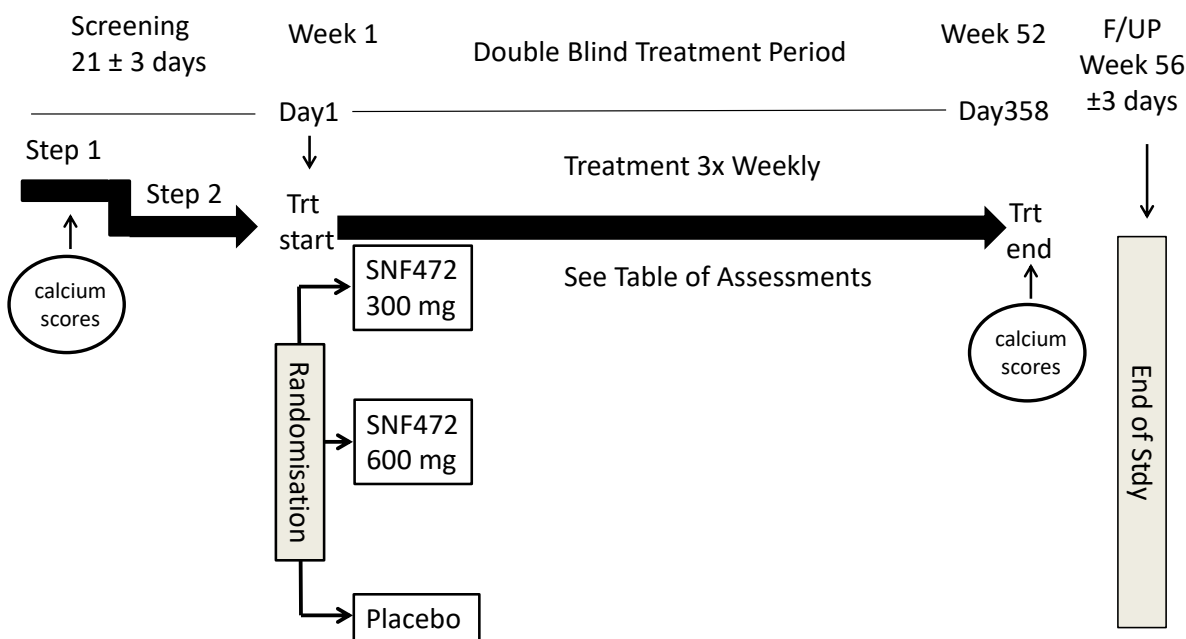 Screening
21 ± 3 days
Week 1
Double Blind Treatment Period
Week 52
F/UP
Week 56
±3 days
Day1
Day358
Step 1
Step 2
Treatment 3x Weekly
Trt
start
Trt
end
See Table of Assessments
calcium
scores
calcium
scores
Randomisation
SNF472
300 mg
SNF472
600 mg
Placebo
End of Stdy